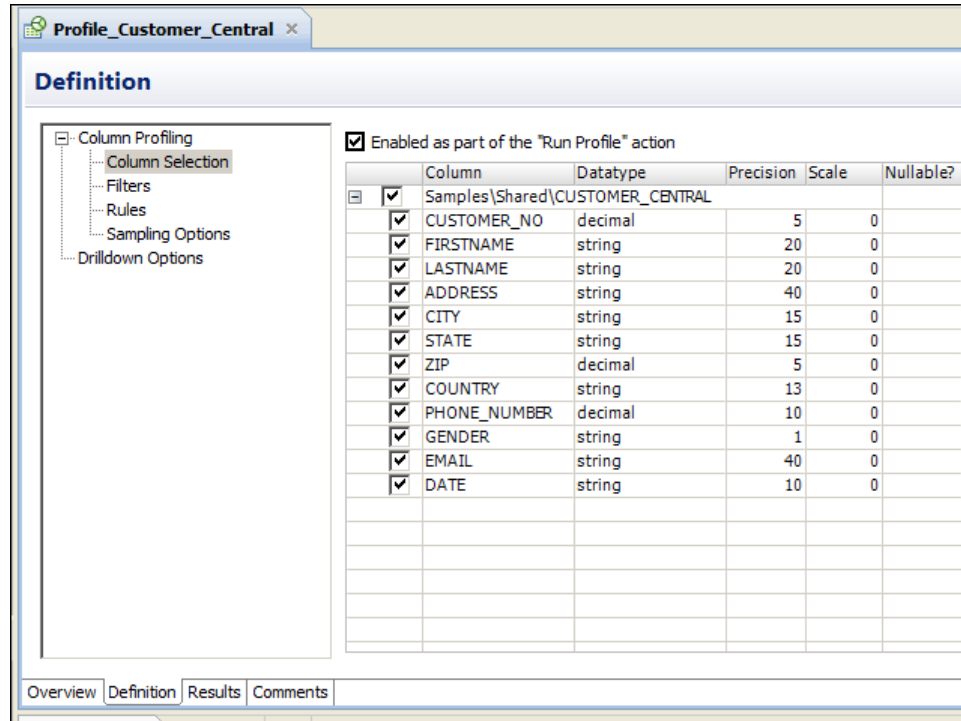 Profile_Customer_Central
Definition
Column Profiling
Column Selection
Filters
Rules
Sampling Options
Drilldown Options
Enabled as part of the "Run Profile" action
Column Datatype Precision Scale Nullable?
Samples\Shared\CUSTOMER_CENTRAL
CUSTOMER_NO decimal 5 0
FIRSTNAME string 20 0
LASTNAME string 20 0
ADDRESS string 40 0
CITY string 15 0
STATE string 15 0
ZIP decimal 5 0
COUNTRY string 13 0
PHONE_NUMBER decimal 10 0
GENDER string 1 0
EMAIL string 40 0
DATE string 10 0
Overview Definition Results Comments